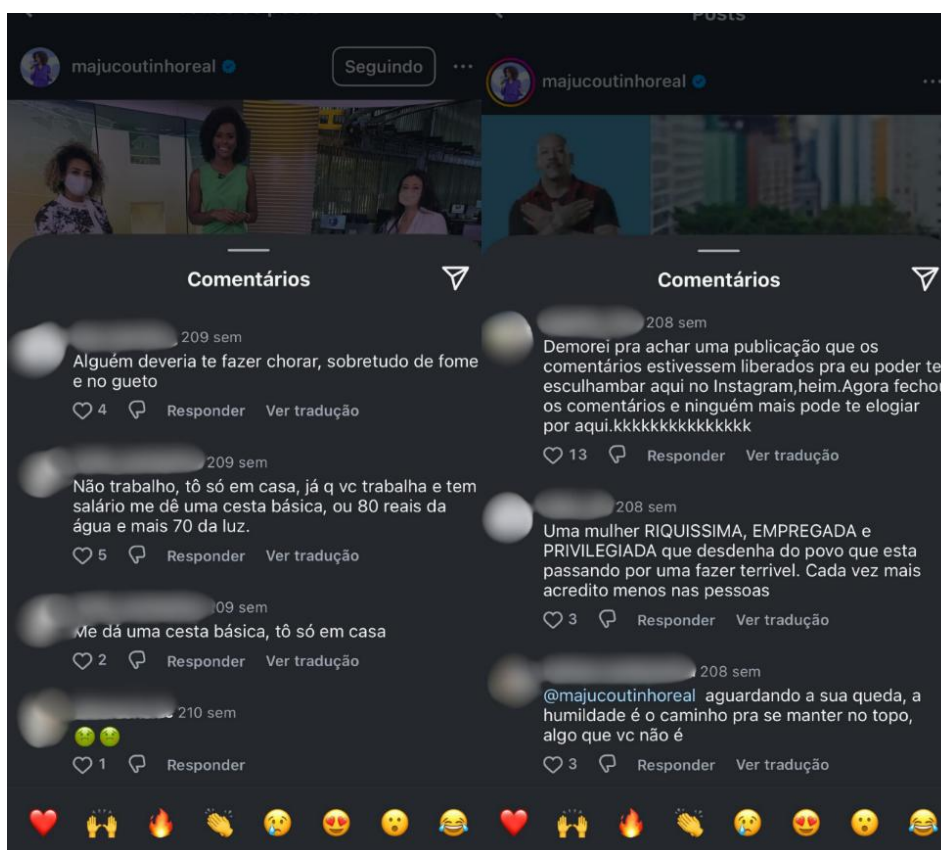 majucoutinhoreal
Seguindo
Comentários
209 sem
Alguém deveria te fazer chorar, sobretudo de fome
e no gueto
4 Responder Ver tradução
209 sem
Não trabalho, tô só em casa, já q vc trabalha e tem
salário me dê uma cesta básica, ou 80 reais da
água e mais 70 da luz.
5 Responder Ver tradução
09 sem
Me dá uma cesta básica, tô só em casa
2 Responder Ver tradução
210 sem
🤢🤢
1 Responder
❤️ 🙌 🔥 👏 😢 😍 😮 😂
Posts
majucoutinhoreal
Comentários
208 sem
Demorei pra achar uma publicação que os
comentários estivessem liberados pra eu poder te
esculhambar aqui no Instagram,heim.Agora fechou
os comentários e ninguém mais pode te elogiar
por aqui.kkkkkkkkkkkkkkk
13 Responder Ver tradução
208 sem
Uma mulher RIQUISSIMA, EMPREGADA e
PRIVILEGIADA que desdenha do povo que esta
passando por uma fazer terrivel. Cada vez mais
acredito menos nas pessoas
3 Responder Ver tradução
208 sem
@majucoutinhoreal aguardando a sua queda, a
humildade é o caminho pra se manter no topo,
algo que vc não é
3 Responder Ver tradução
❤️ 🙌 🔥 👏 😢 😍 😮 😂